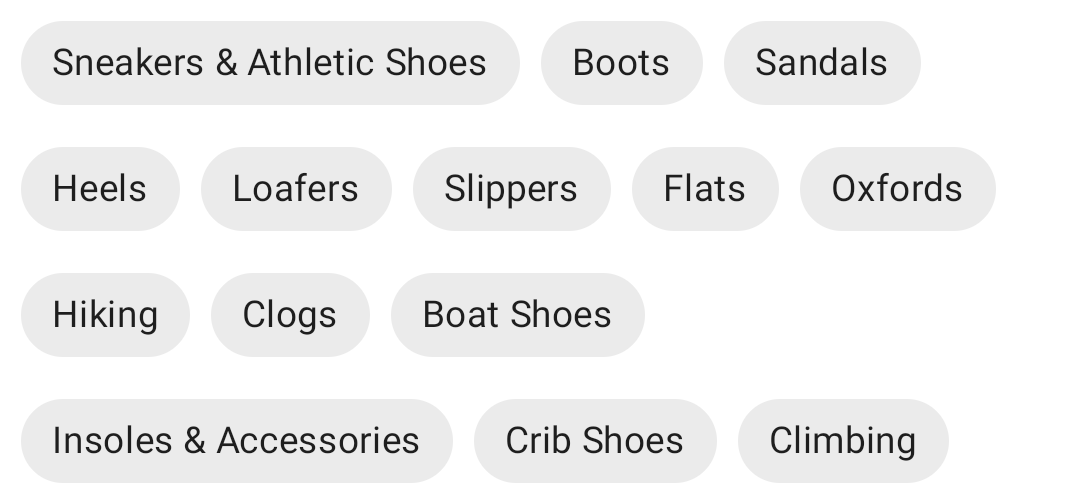 Sneakers & Athletic Shoes Boots Sandals
Heels Loafers Slippers Flats Oxfords
Hiking Clogs Boat Shoes
Insoles & Accessories Crib Shoes Climbing